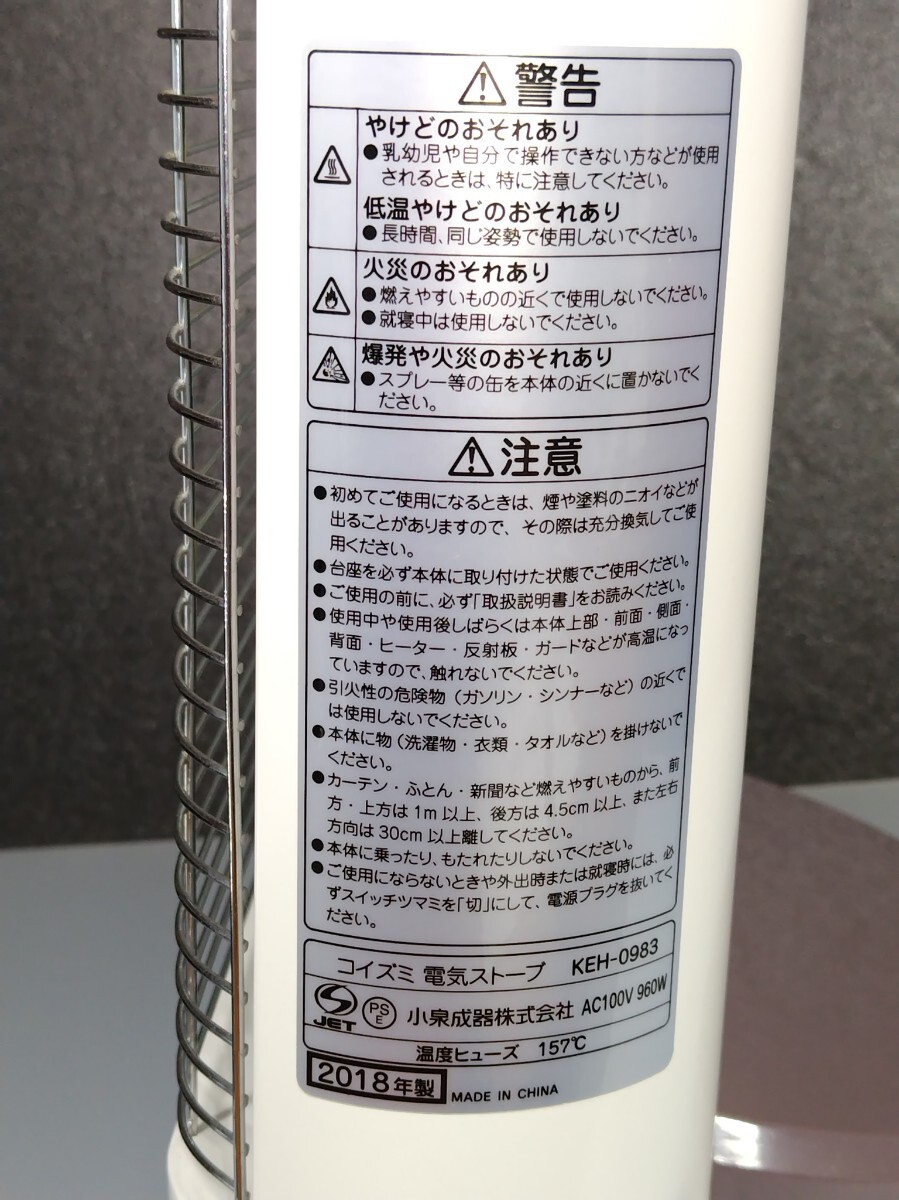 警告
やけどのおそれあり
●乳幼児や自分で操作できない方などが使用
されるときは、特に注意してください。
低温やけどのおそれあり
●長時間、同じ姿勢で使用しないでください。
火災のおそれあり
●燃えやすいものの近くで使用しないでください。
●就寝中は使用しないでください。
爆発や火災のおそれあり
●スプレー等の缶を本体の近くに置かないでく
ださい。
注意
●初めてご使用になるときは、煙や塗料のニオイなどが
出ることがありますので、その際は充分換気してご使
用ください。
●台座を必ず本体に取り付けた状態でご使用ください。
●ご使用の前に、必ず「取扱説明書」をお読みください。
●使用中や使用後しばらくは本体上部・前面・側面・
背面・ヒーター・反射板・ガードなどが高温になっ
ていますので、触れないでください。
●引火性の危険物（ガソリン・シンナーなど）の近くで
は使用しないでください。
●本体に物（洗濯物・衣類・タオルなど）を掛けないで
ください。
●カーテン・ふとん・新聞など燃えやすいものから、前
方・上方は1m以上、後方は4.5cm以上、また左右
方向は30cm以上離してください。
●本体に乗ったり、もたれたりしないでください。
●ご使用にならないときや外出時または就寝時には、必
ずスイッチツマミを「切」にして、電源プラグを抜いてく
ださい。
コイズミ 電気ストーブ KEH-0983
JET PSE 小泉成器株式会社 AC100V 960W
温度ヒューズ 157℃
2018年製 MADE IN CHINA